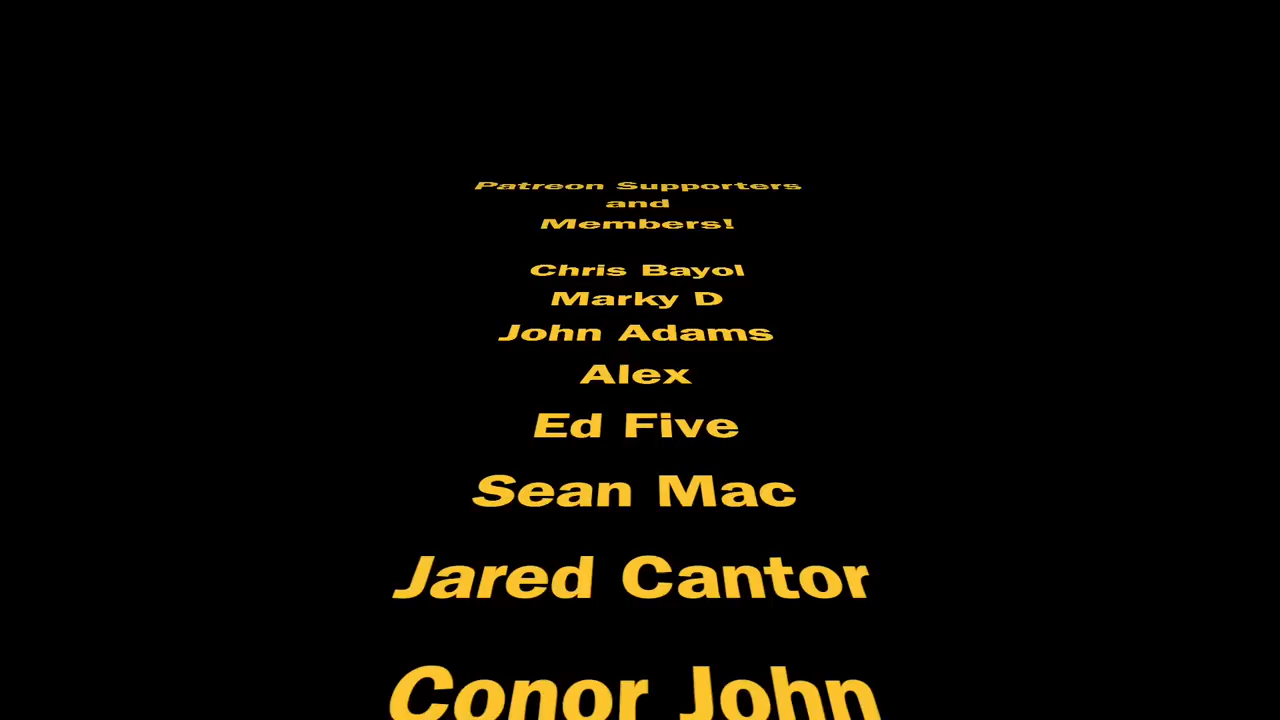 Patreon Supporters
and
Members!
Chris Bayol
Marky D
John Adams
Alex
Ed Five
Sean Mac
Jared Cantor
Conor John